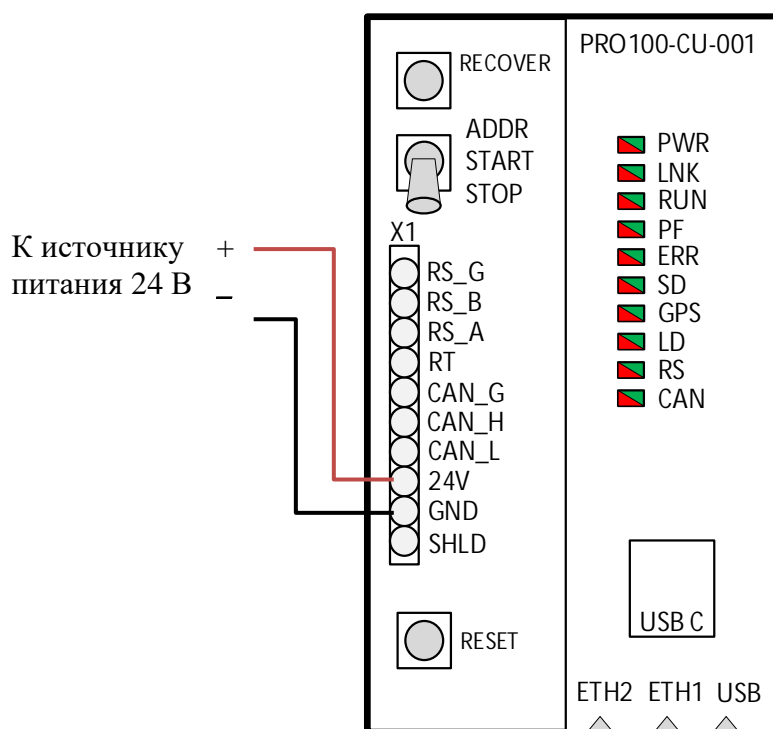 PRO100-CU-001
RECOVER
ADDR
START
STOP
X1
RS_G
RS_B
RS_A
RT
CAN_G
CAN_H
CAN_L
24V
GND
SHLD
RESET
К источнику +
питания 24 В –
PWR
LNK
RUN
PF
ERR
SD
GPS
LD
RS
CAN
USB C
ETH2 ETH1 USB